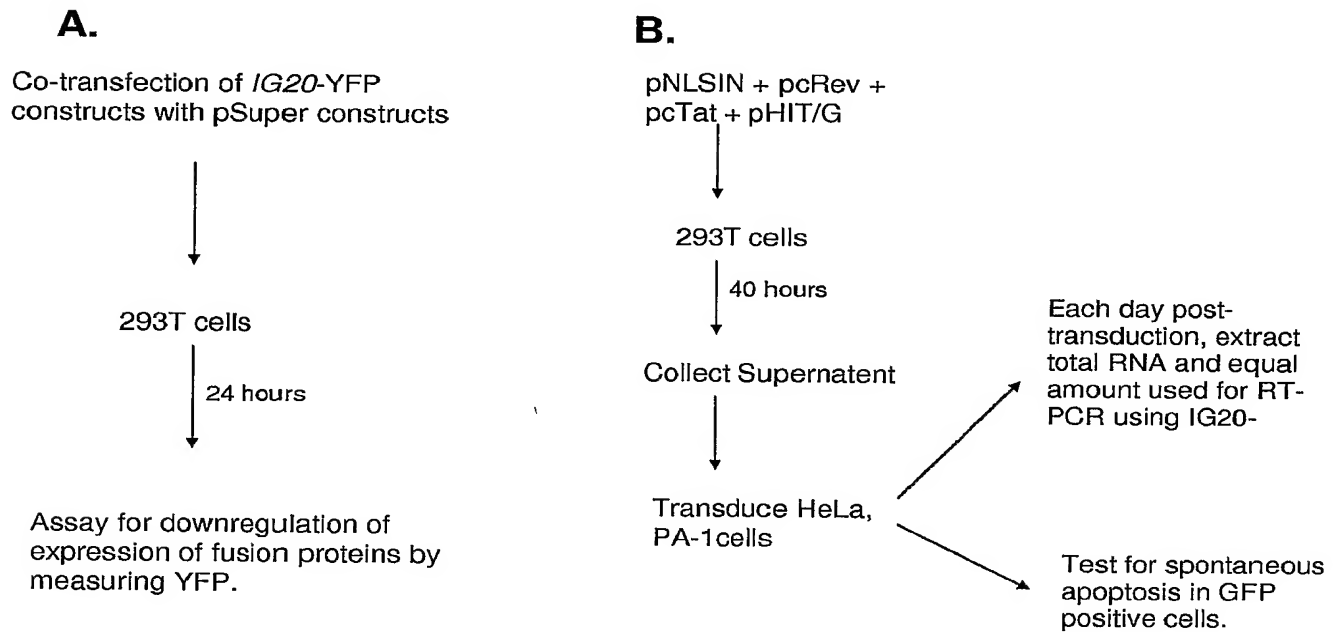 A.
Co-transfection of IG20-YFP
constructs with pSuper constructs
293T cells
24 hours
Assay for downregulation of
expression of fusion proteins by
measuring YFP.
B.
pNLSIN + pcRev +
pcTat + pHIT/G
293T cells
40 hours
Collect Supernatent
Transduce HeLa,
PA-1cells
Each day post-
transduction, extract
total RNA and equal
amount used for RT-
PCR using IG20-
Test for spontaneous
apoptosis in GFP
positive cells.